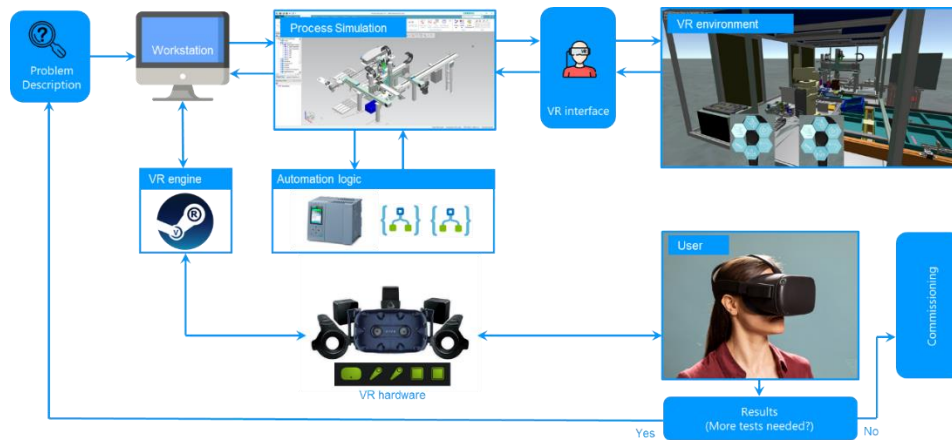 Problem
Description
Workstation
Process Simulation
VR interface
VR environment
VR engine
Automation logic
VR hardware
User
Commissioning
Results
(More tests needed?)
Yes
No